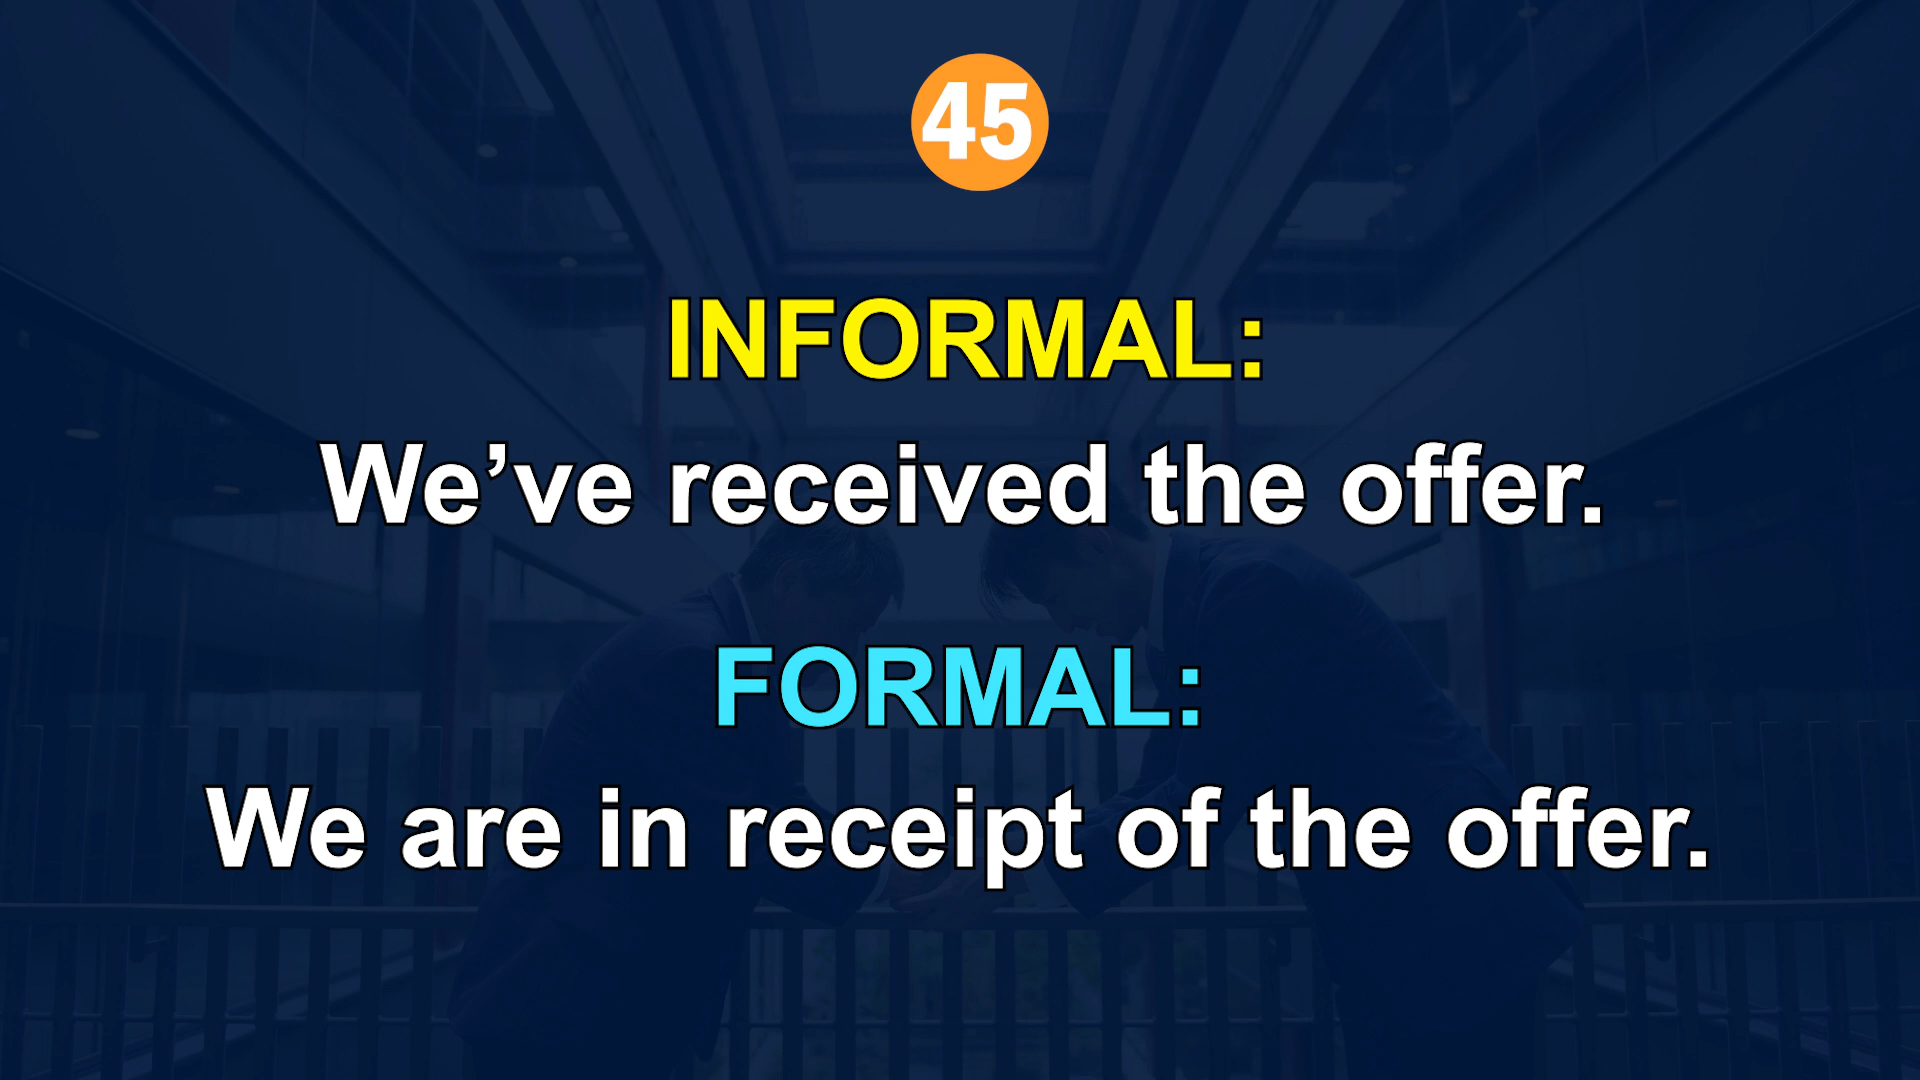 45
INFORMAL:
We’ve received the offer.
FORMAL:
We are in receipt of the offer.